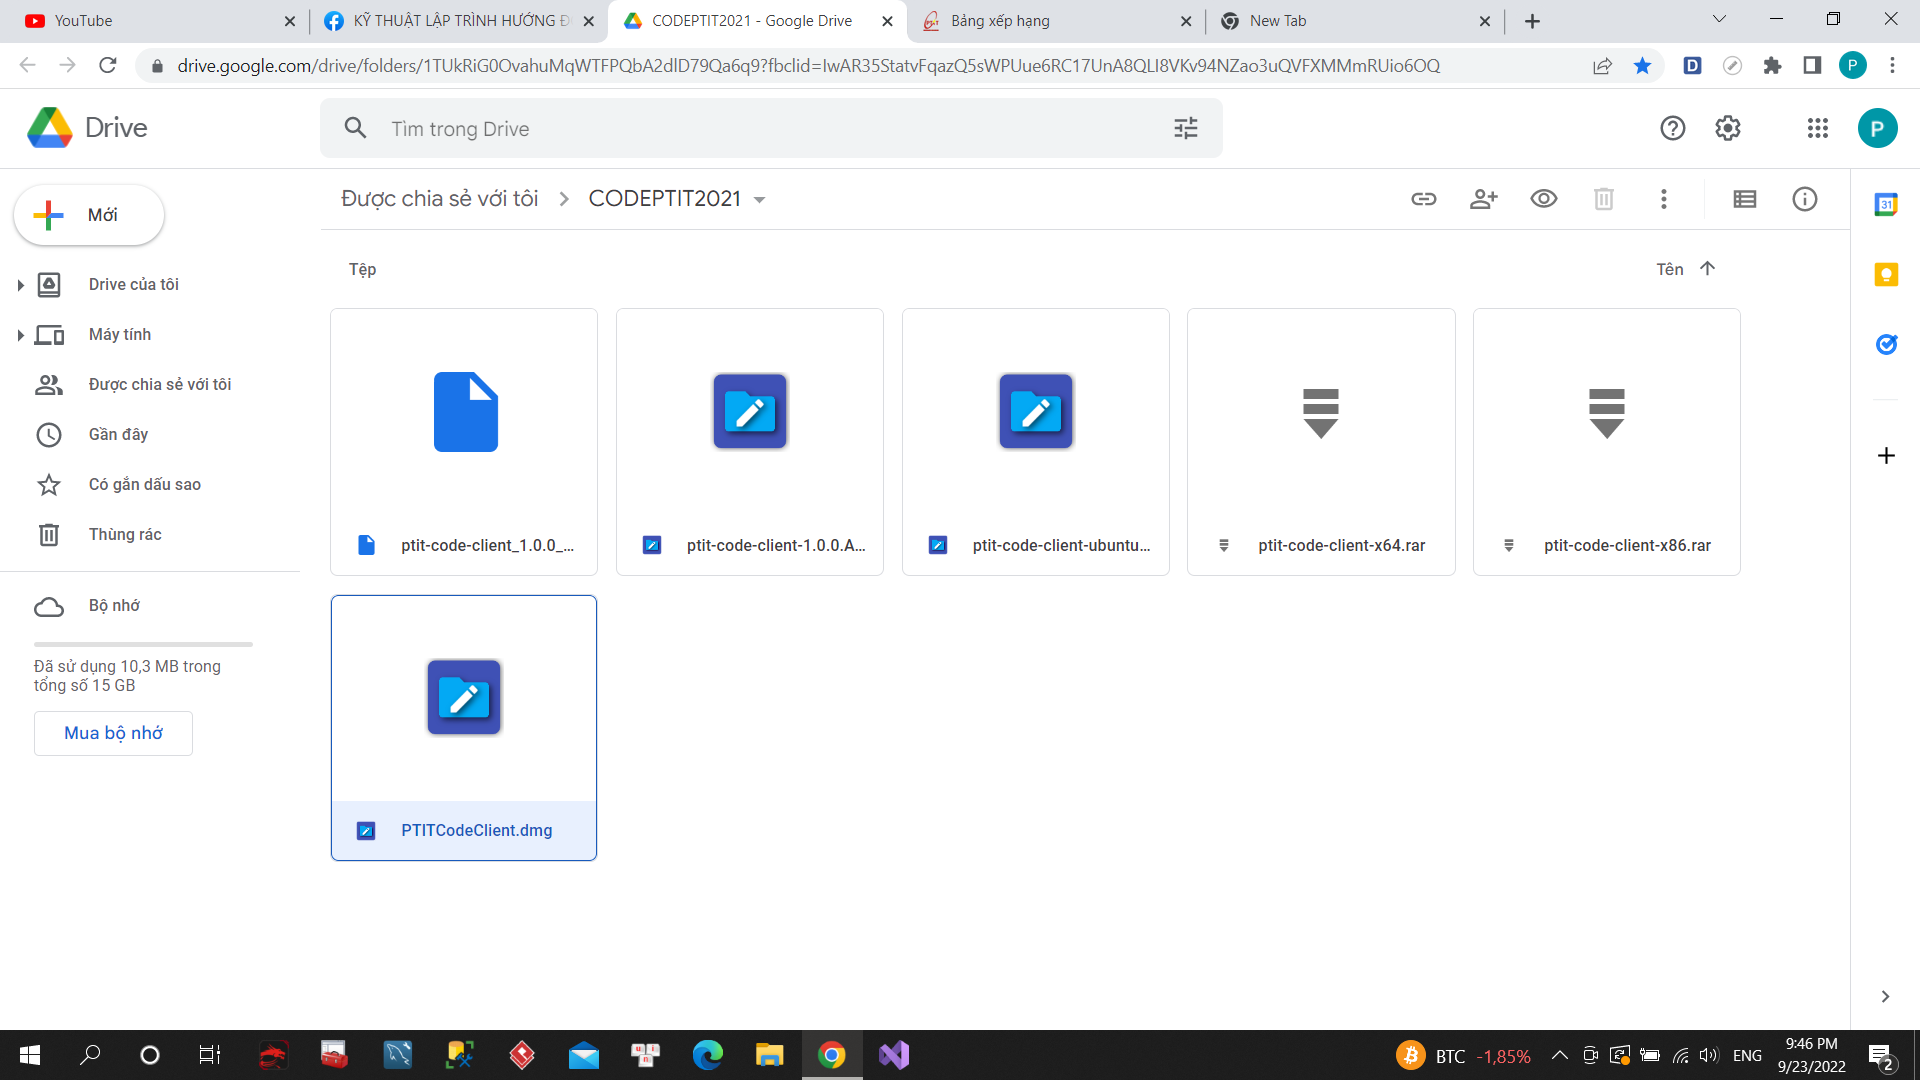 YouTube
KỸ THUẬT LẬP TRÌNH HƯỚNG Đ
CODEPTIT2021 - Google Drive
Bảng xếp hạng
New Tab
drive.google.com/drive/folders/1TUkRiG0OvahuMqWTFPQbA2dlD79Qa6q9?fbclid=IwAR35StatvFqazQ5sWPUue6RC17UnA8QLI8VKv94NZao3uQVFXMMmRUio6OQ
D
P
Drive
Tìm trong Drive
P
Mới
Được chia sẻ với tôi
CODEPTIT2021
31
Drive của tôi
Máy tính
Được chia sẻ với tôi
Gần đây
Có gắn dấu sao
Thùng rác
Bộ nhớ
Đã sử dụng 10,3 MB trong
tổng số 15 GB
Mua bộ nhớ
Tệp
Tên
ptit-code-client_1.0.0_...
ptit-code-client-1.0.0.A...
ptit-code-client-ubuntu...
ptit-code-client-x64.rar
ptit-code-client-x86.rar
PTITCodeClient.dmg
BTC -1,85%
ENG
9:46 PM
9/23/2022
2